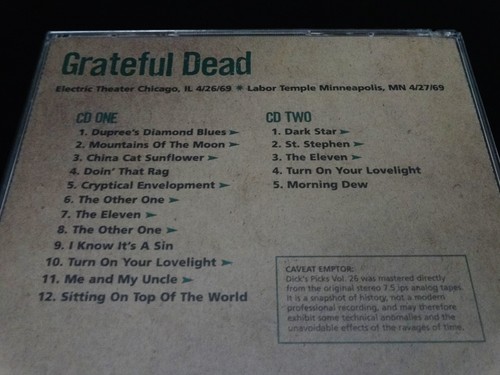 Grateful Dead
Electric Theater Chicago, IL 4/26/69 * Labor Temple Minneapolis, MN 4/27/69
CD ONE
1. Dupree's Diamond Blues ➤
2. Mountains Of The Moon ➤
3. China Cat Sunflower ➤
4. Doin' That Rag
5. Cryptical Envelopment ➤
6. The Other One ➤
7. The Eleven ➤
8. The Other One ➤
9. I Know It's A Sin
10. Turn On Your Lovelight ➤
11. Me and My Uncle ➤
12. Sitting On Top Of The World
CD TWO
1. Dark Star ➤
2. St. Stephen ➤
3. The Eleven ➤
4. Turn On Your Lovelight
5. Morning Dew
CAVEAT EMPTOR:
Dick's Picks Vol. 26 was mastered directly
from the original stereo 7.5 ips analog tapes.
It is a snapshot of history, not a modern
professional recording, and may therefore
exhibit some technical anomalies and the
unavoidable effects of the ravages of time.